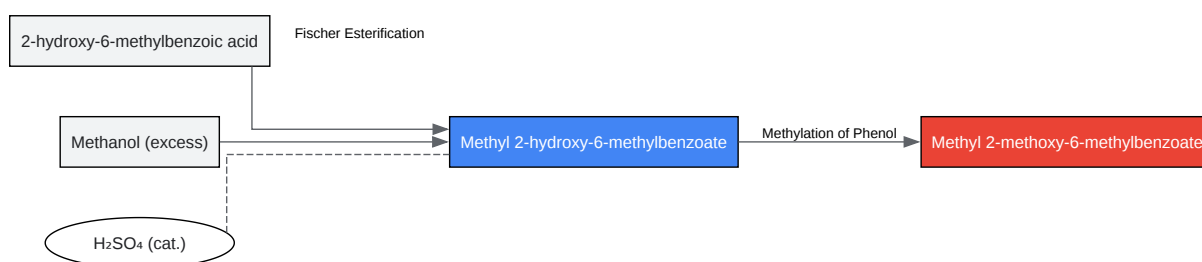 2-hydroxy-6-methylbenzoic acid
Fischer Esterification
Methanol (excess)
Methyl 2-hydroxy-6-methylbenzoate
Methylation of Phenol
Methyl 2-methoxy-6-methylbenzoate
H₂SO₄ (cat.)